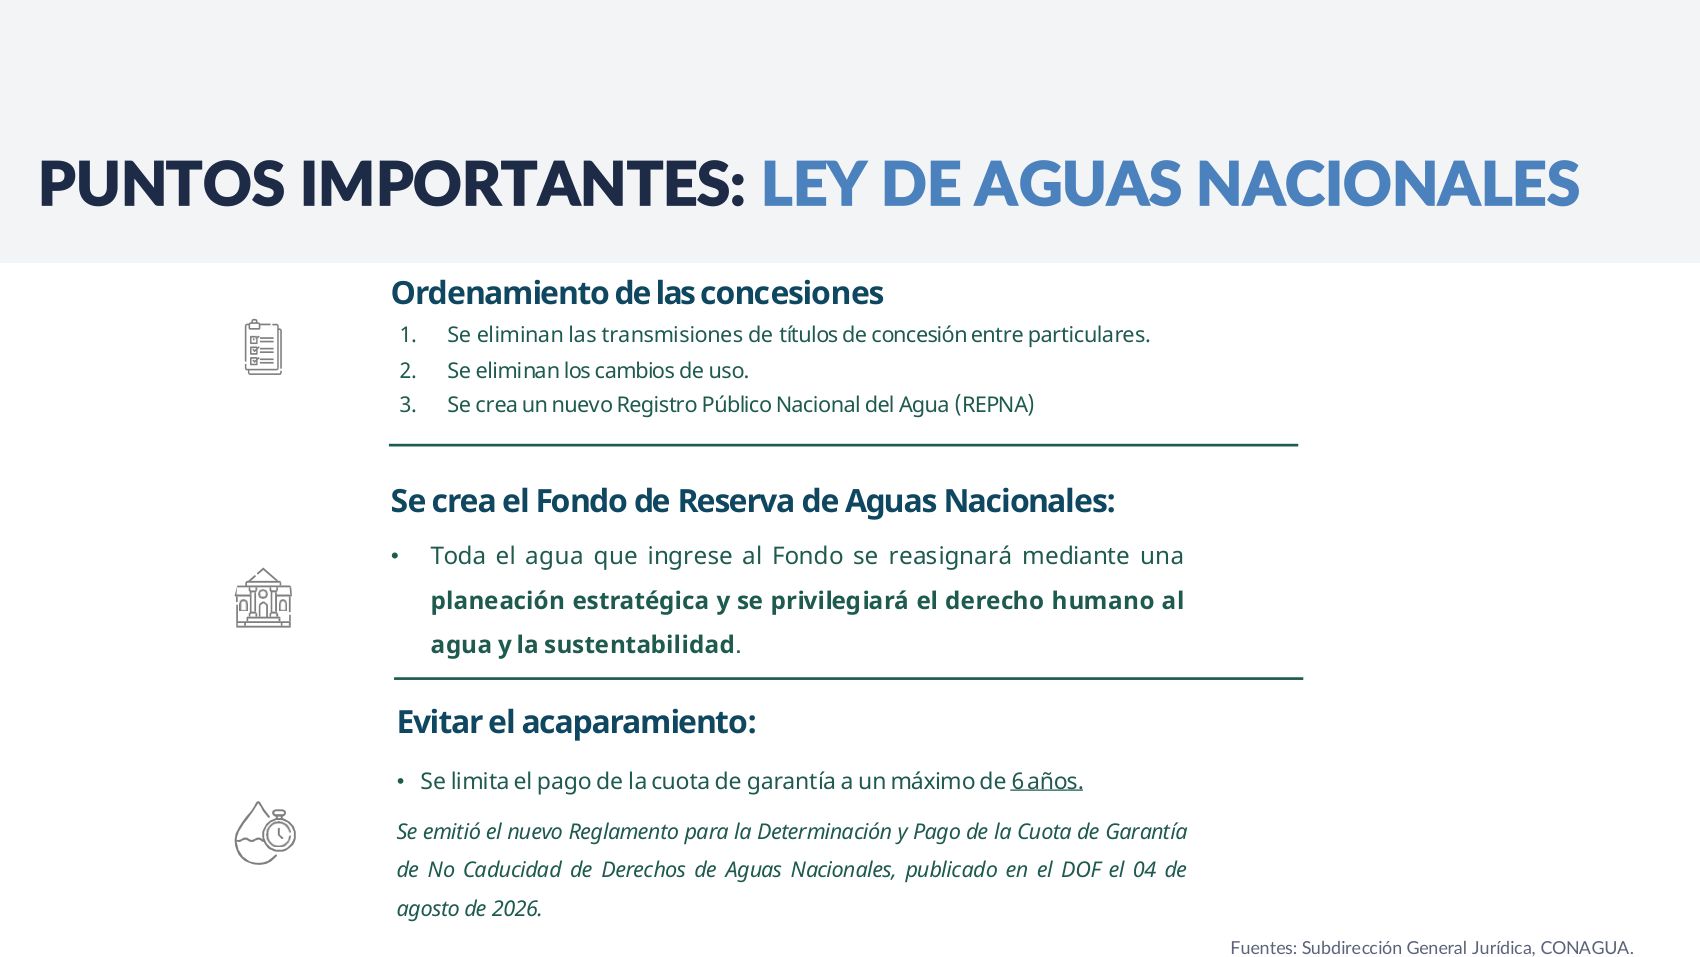 PUNTOS IMPORTANTES: LEY DE AGUAS NACIONALES
Ordenamiento de las concesiones
1. Se eliminan las transmisiones de títulos de concesión entre particulares.
2. Se eliminan los cambios de uso.
3. Se crea un nuevo Registro Público Nacional del Agua (REPNA)
Se crea el Fondo de Reserva de Aguas Nacionales:
• Toda el agua que ingrese al Fondo se reasignará mediante una
planeación estratégica y se privilegiará el derecho humano al
agua y la sustentabilidad.
Evitar el acaparamiento:
• Se limita el pago de la cuota de garantía a un máximo de 6 años.
Se emitió el nuevo Reglamento para la Determinación y Pago de la Cuota de Garantía
de No Caducidad de Derechos de Aguas Nacionales, publicado en el DOF el 04 de
agosto de 2026.
Fuentes: Subdirección General Jurídica, CONAGUA.